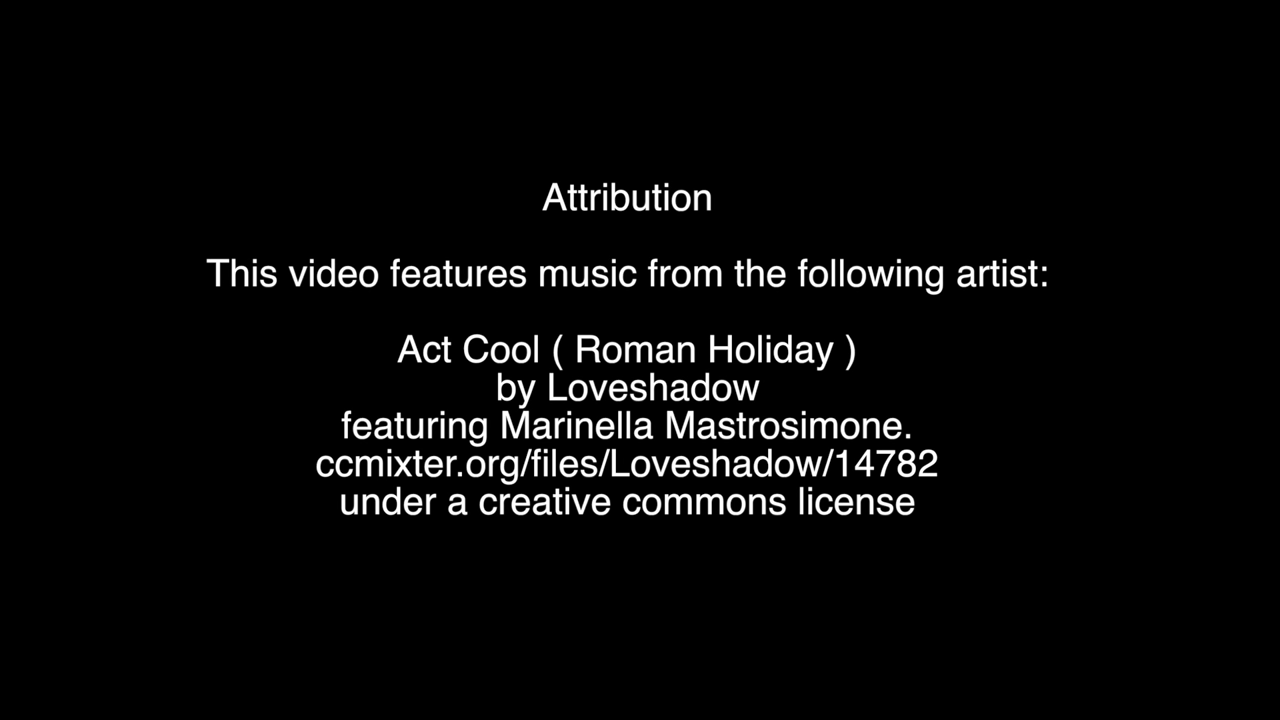 Attribution
This video features music from the following artist:
Act Cool ( Roman Holiday )
by Loveshadow
featuring Marinella Mastrosimone.
ccmixter.org/files/Loveshadow/14782
under a creative commons license